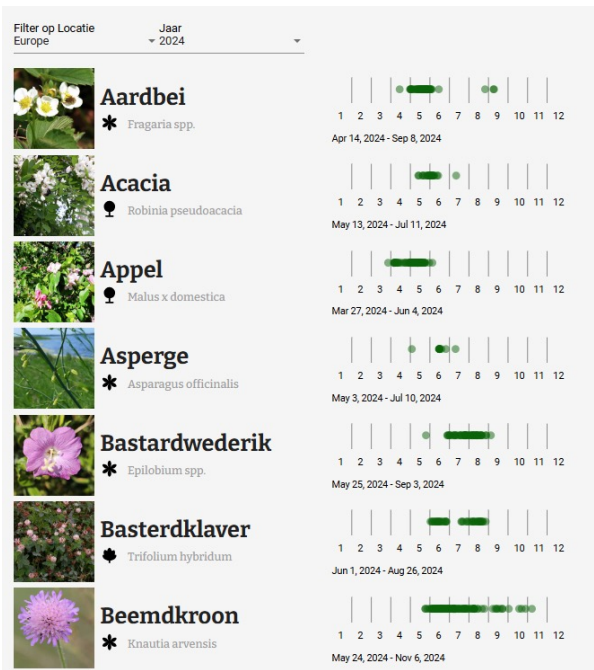 Filter op Locatie Jaar
Europe 2024
Aardbei
Fragaria spp.
1 2 3 4 5 6 7 8 9 10 11 12
Apr 14, 2024 - Sep 8, 2024
Acacia
Robinia pseudoacacia
1 2 3 4 5 6 7 8 9 10 11 12
May 13, 2024 - Jul 11, 2024
Appel
Malus x domestica
1 2 3 4 5 6 7 8 9 10 11 12
Mar 27, 2024 - Jun 4, 2024
Asperge
Asparagus officinalis
1 2 3 4 5 6 7 8 9 10 11 12
May 3, 2024 - Jul 10, 2024
Bastardwederik
Epilobium spp.
1 2 3 4 5 6 7 8 9 10 11 12
May 25, 2024 - Sep 3, 2024
Basterdklaver
Trifolium hybridum
1 2 3 4 5 6 7 8 9 10 11 12
Jun 1, 2024 - Aug 26, 2024
Beemdkroon
Knautia arvensis
1 2 3 4 5 6 7 8 9 10 11 12
May 24, 2024 - Nov 6, 2024